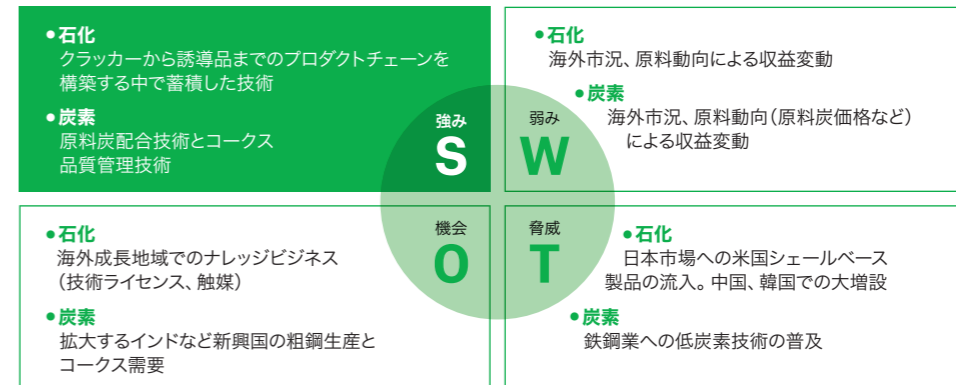 ●石化
クラッカーから誘導品までのプロダクトチェーンを
構築する中で蓄積した技術
●炭素
原料炭配合技術とコークス
品質管理技術
強み
S
●石化
海外市況、原料動向による収益変動
●炭素
海外市況、原料動向（原料炭価格など）
による収益変動
弱み
W
●石化
海外成長地域でのナレッジビジネス
（技術ライセンス、触媒）
●炭素
拡大するインドなど新興国の粗鋼生産と
コークス需要
機会
O
●石化
日本市場への米国シェールベース
製品の流入。中国、韓国での大増設
●炭素
鉄鋼業への低炭素技術の普及
脅威
T